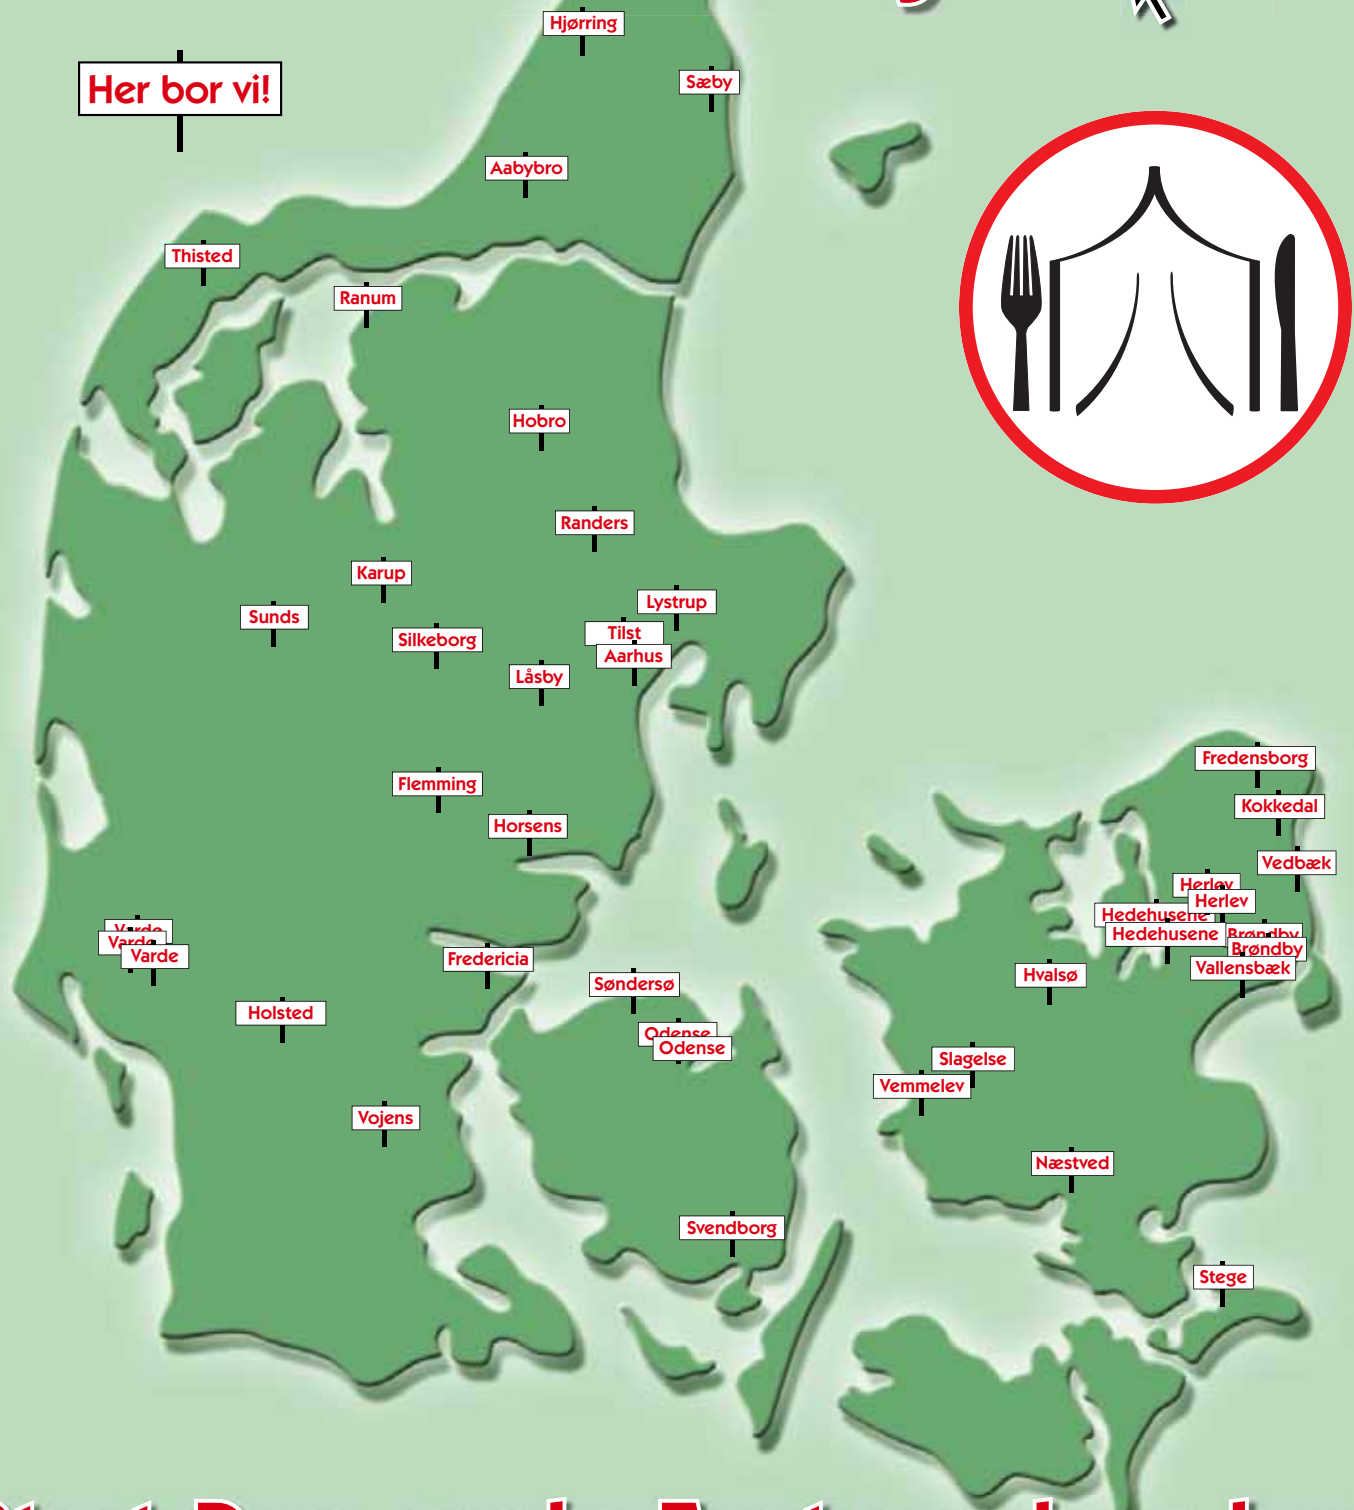 Hjørring
Her bor vi!
Sæby
Aabybro
Thisted
Ranum
Hobro
Randers
Karup
Lystrup
Sunds
Tilst
Silkeborg
Aarhus
Låsby
Fredensborg
Flemming
Kokkedal
Horsens
Vedbæk
Herlev
Herlev
Hedehusene
Varde
Hedehusene
Brøndby
Varde
Brøndby
Varde
Fredericia
Vallensbæk
Hvalsø
Søndersø
Holsted
Odense
Odense
Slagelse
Vemmelev
Vojens
Næstved
Svendborg
Stege